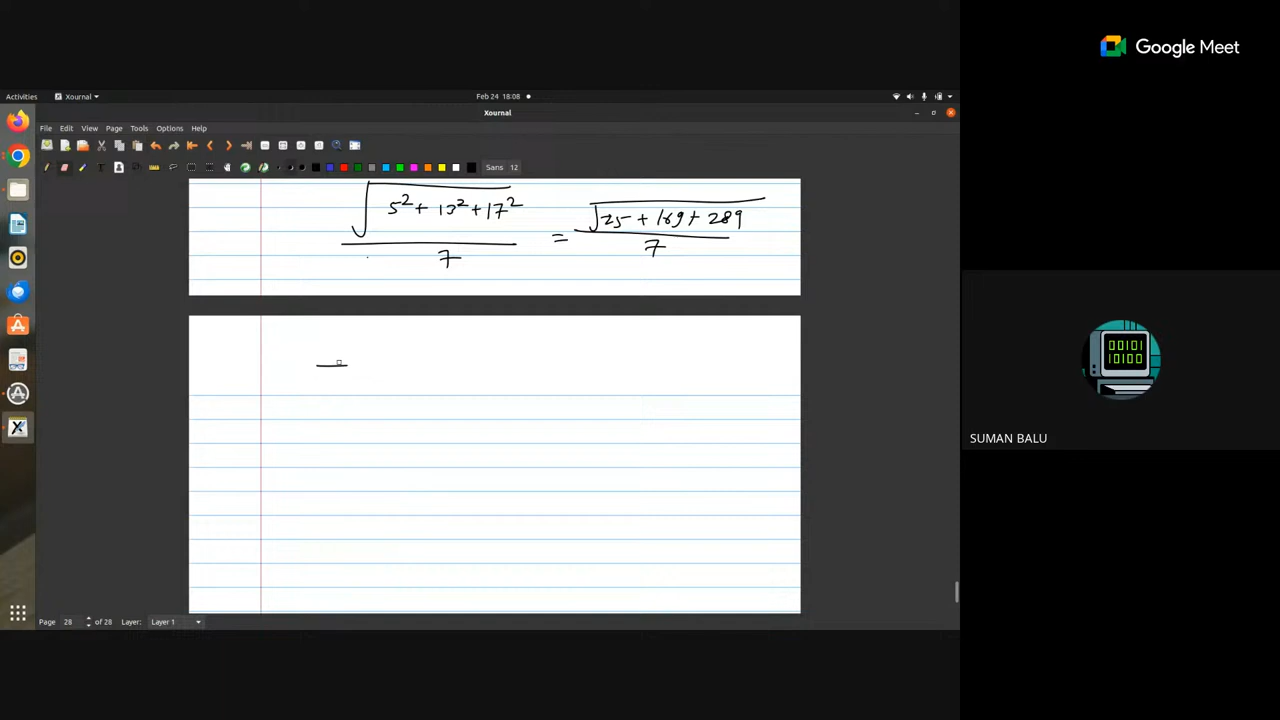 Google Meet
Activities Xournal Feb 24 18:08
Xournal
File Edit View Page Tools Options Help
Sans 12
√5² + 13² + 17² / 7 = √25 + 169 + 289 / 7
SUMAN BALU
Page 28 of 28 Layer: Layer 1